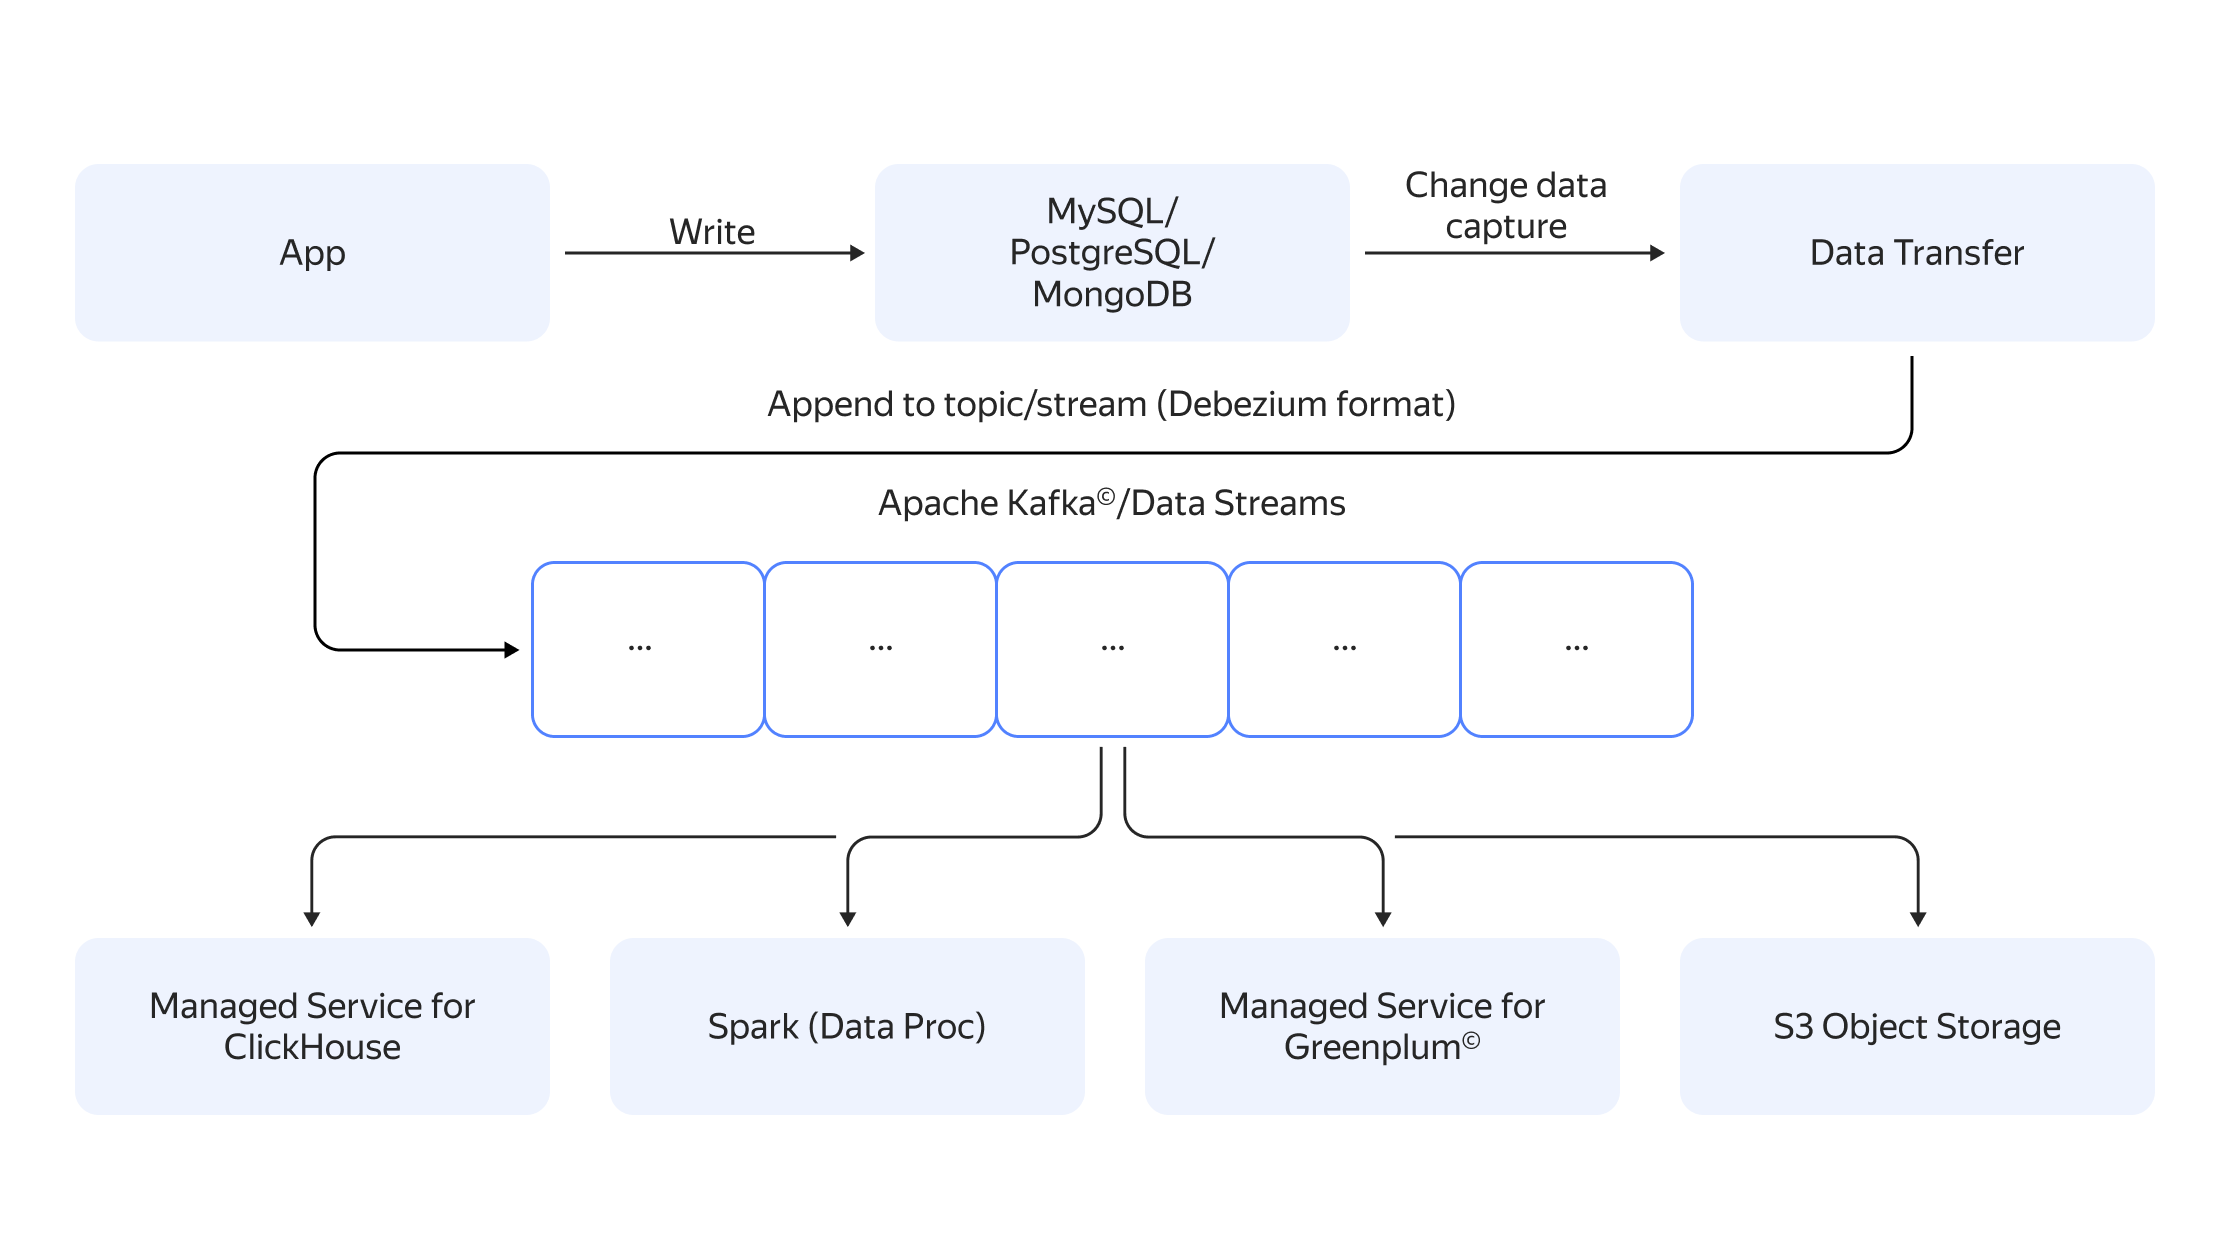 App
Write
MySQL/
PostgreSQL/
MongoDB
Change data
capture
Data Transfer
Append to topic/stream (Debezium format)
Apache Kafka©/Data Streams
...
...
...
...
...
Managed Service for
ClickHouse
Spark (Data Proc)
Managed Service for
Greenplum©
S3 Object Storage